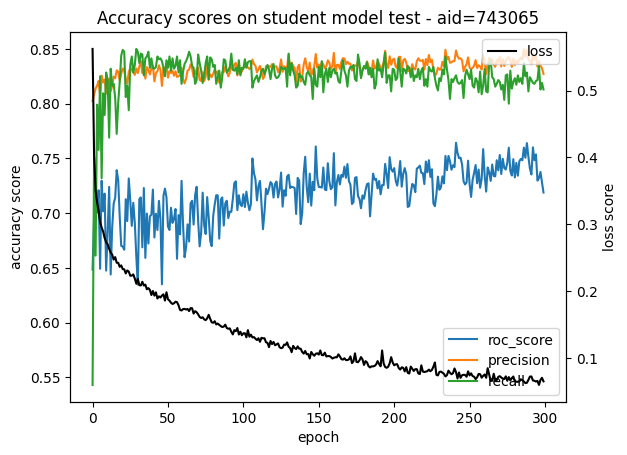 Accuracy scores on student model test - aid=743065
accuracy score
0.85
0.80
0.75
0.70
0.65
0.60
0.55
loss
0.5
0.4
0.3
0.2
0.1
loss score
roc_score
precision
recall
0
50
100
150
200
250
300
epoch